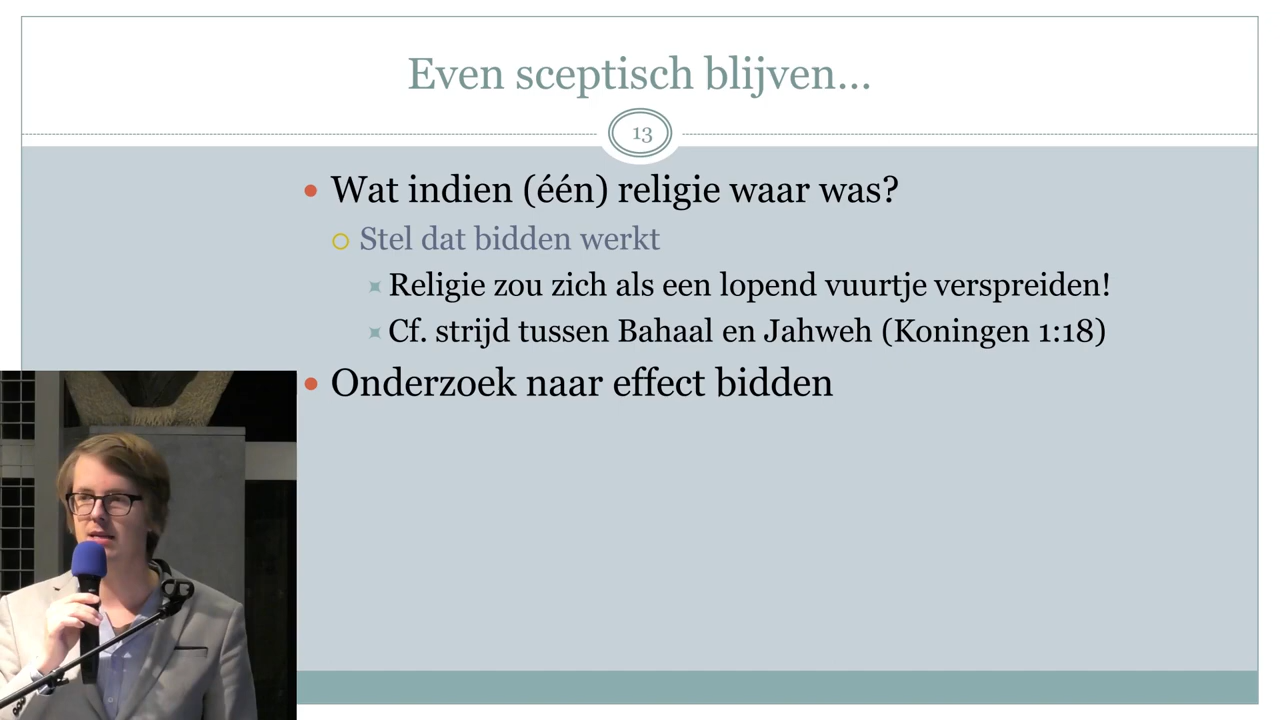 Even sceptisch blijven...
13
Wat indien (één) religie waar was?
Stel dat bidden werkt
Religie zou zich als een lopend vuurtje verspreiden!
Cf. strijd tussen Bahaal en Jahweh (Koningen 1:18)
Onderzoek naar effect bidden